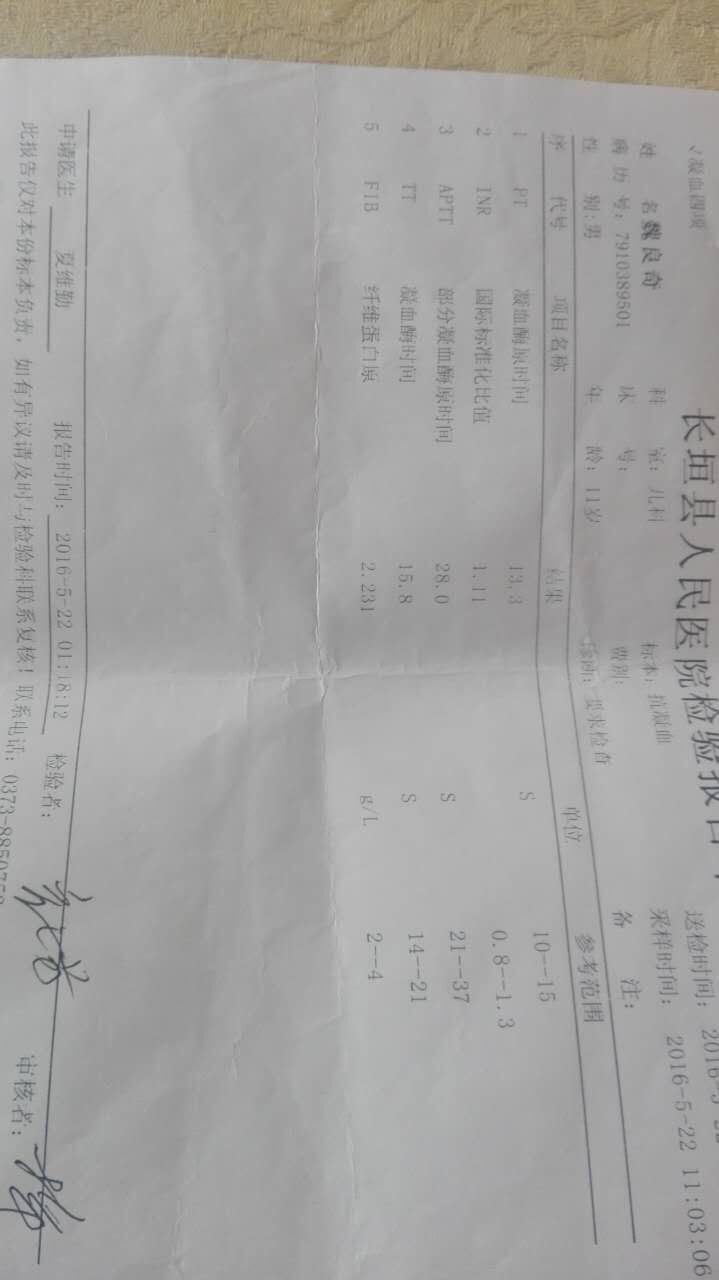 长垣县人民医院检验报告单
√凝血四项
送检时间: 2016-5-22
姓 名魏良奇 科 室: 儿科 标本: 抗凝血 采样时间: 2016-5-22 11:03:06
病 历 号: 7910389501 床 号: 费别: 备 注:
性 别:男 年 龄: 11岁 诊断: 要求检查
序 代号 项目名称 结果 单位 参考范围
1 PT 凝血酶原时间 13.3 S 10--15
2 INR 国际标准化比值 1.11 0.8--1.3
3 APTT 部分凝血酶原时间 28.0 S 21--37
4 TT 凝血酶时间 15.8 S 14--21
5 FIB 纤维蛋白原 2.231 g/L 2--4
申请医生 夏维勤 报告时间: 2016-5-22 01:18:12 检验者: 审核者:
此报告仅对本份标本负责, 如有异议请及时与检验科联系复核! 联系电话: 0373-8850